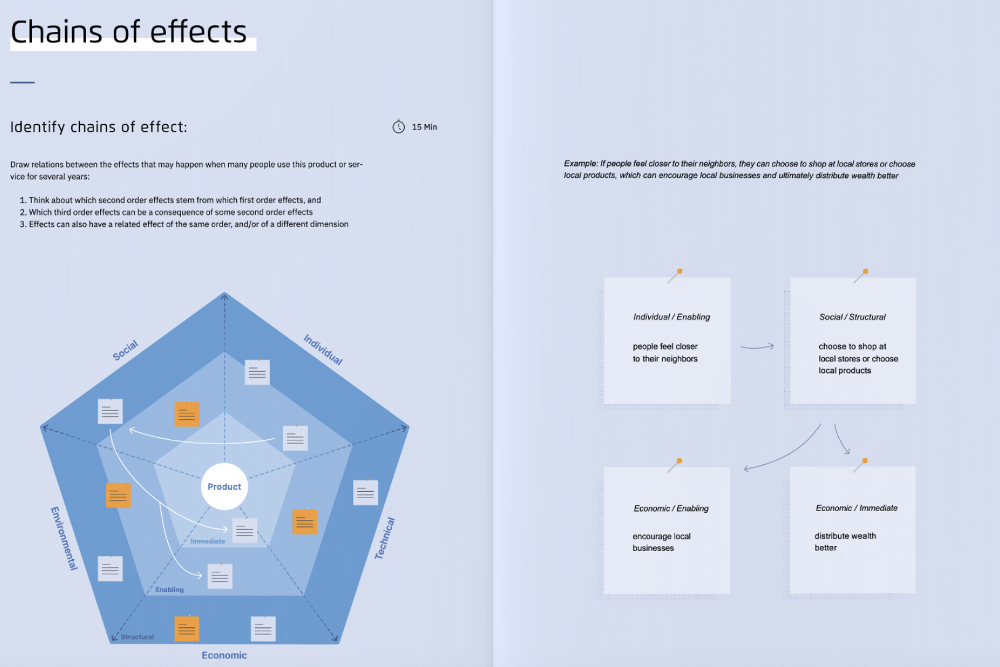 Chains of effects
Identify chains of effect:
15 Min
Draw relations between the effects that may happen when many people use this product or ser-
vice for several years:
1. Think about which second order effects stem from which first order effects, and
2. Which third order effects can be a consequence of some second order effects
3. Effects can also have a related effect of the same order, and/or of a different dimension
Social
Individual
Product
Environmental
Technical
Immediate
Enabling
Structural
Economic
Example: If people feel closer to their neighbors, they can choose to shop at local stores or choose
local products, which can encourage local businesses and ultimately distribute wealth better
Individual / Enabling
people feel closer
to their neighbors
Social / Structural
choose to shop at
local stores or choose
local products
Economic / Enabling
encourage local
businesses
Economic / Immediate
distribute wealth
better